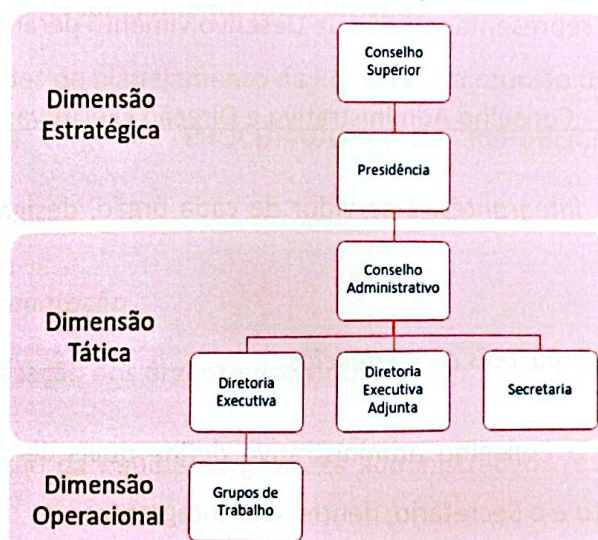 Dimensão
Estratégica
Conselho
Superior
Presidência
Dimensão
Tática
Conselho
Administrativo
Diretoria
Executiva
Diretoria
Executiva
Adjunta
Secretaria
Dimensão
Operacional
Grupos de
Trabalho